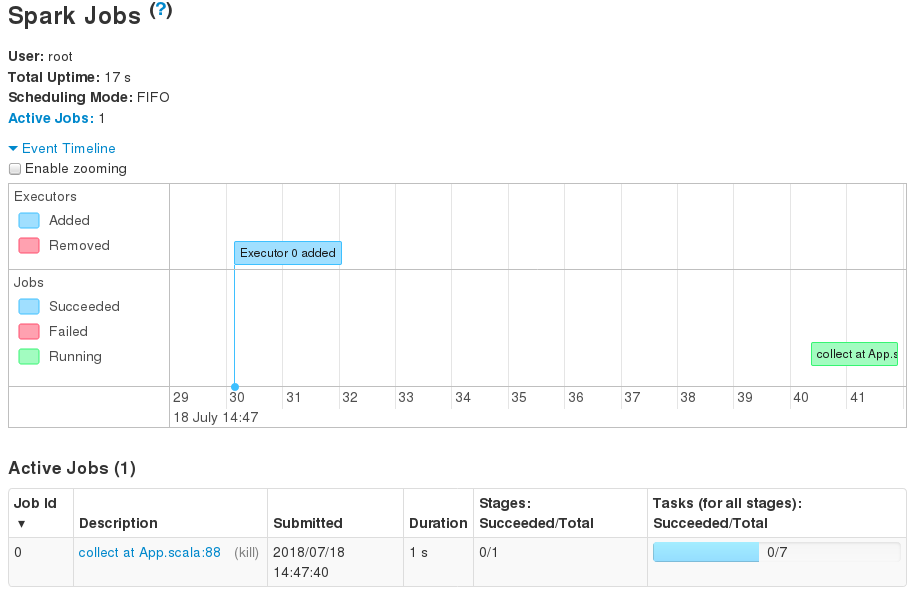 Spark Jobs (?)
User: root
Total Uptime: 17 s
Scheduling Mode: FIFO
Active Jobs: 1
Event Timeline
Enable zooming
Executors
Added
Removed
Executor 0 added
Jobs
Succeeded
Failed
Running
collect at App.s
29 30 31 32 33 34 35 36 37 38 39 40 41
18 July 14:47
Active Jobs (1)
Job Id ▼ Description Submitted Duration Stages: Succeeded/Total Tasks (for all stages): Succeeded/Total
0 collect at App.scala:88 (kill) 2018/07/18 14:47:40 1 s 0/1 0/7